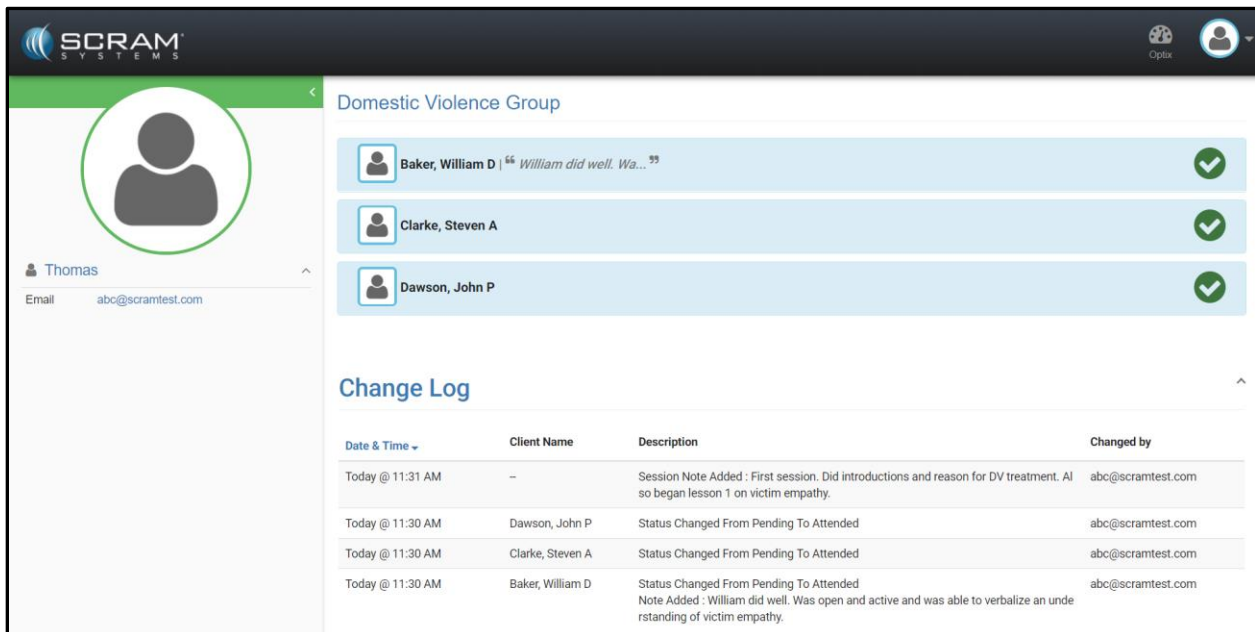 SCRAM
SYSTEMS
Optix
Domestic Violence Group
Baker, William D | “ William did well. Wa... ”
Clarke, Steven A
Dawson, John P
Thomas
Email abc@scramtest.com
Change Log
Date & Time Client Name Description Changed by
Today @ 11:31 AM -- Session Note Added : First session. Did introductions and reason for DV treatment. Al abc@scramtest.com
so began lesson 1 on victim empathy.
Today @ 11:30 AM Dawson, John P Status Changed From Pending To Attended abc@scramtest.com
Today @ 11:30 AM Clarke, Steven A Status Changed From Pending To Attended abc@scramtest.com
Today @ 11:30 AM Baker, William D Status Changed From Pending To Attended abc@scramtest.com
Note Added : William did well. Was open and active and was able to verbalize an unde
rstanding of victim empathy.